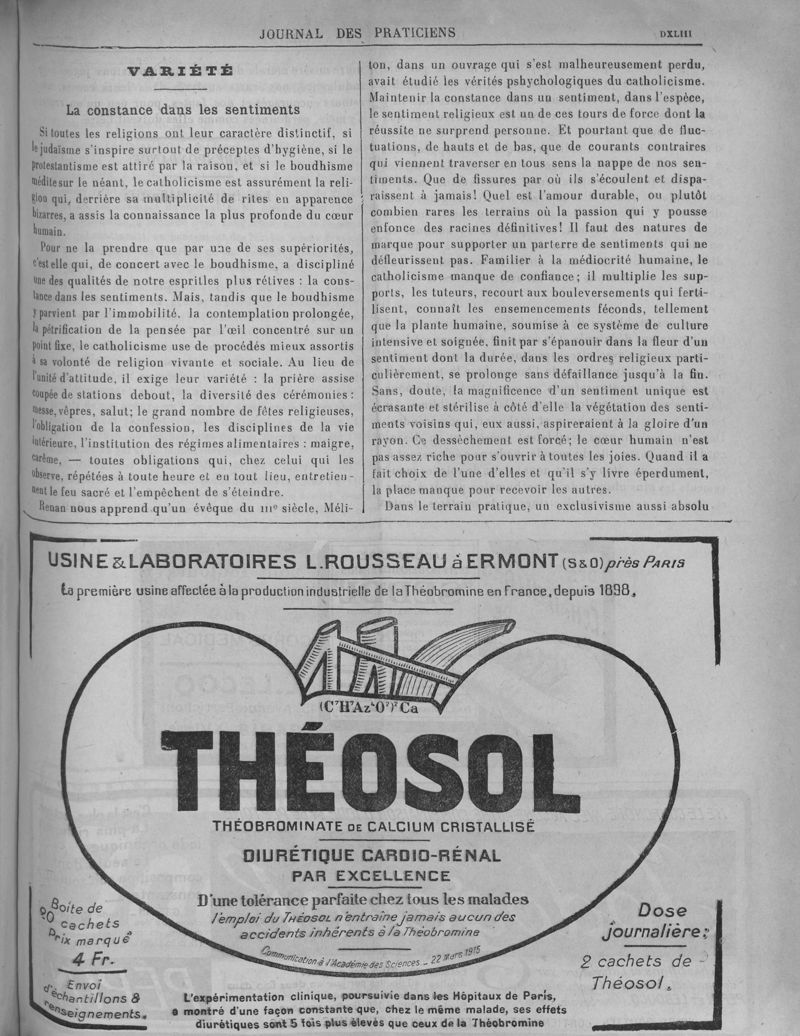 JOURNAL DES PRATICIENS DXLIII
VARIÉTÉ
La constance dans les sentiments
Si toutes les religions ont leur caractère distinctif, si
le judaïsme s'inspire surtout de préceptes d'hygiène, si le
protestantisme est attiré par la raison, et si le boudhisme
médite sur le néant, le catholicisme est assurément la reli-
gion qui, derrière sa multiplicité de rites en apparence
bizarres, a assis la connaissance la plus profonde du cœur
humain.
Pour ne la prendre que par une de ses supériorités,
c'est elle qui, de concert avec le boudhisme, a discipliné
une des qualités de notre esprit les plus rétives : la cons-
tance dans les sentiments. Mais, tandis que le boudhisme
y parvient par l'immobilité, la contemplation prolongée,
la pétrification de la pensée par l'œil concentré sur un
point fixe, le catholicisme use de procédés mieux assortis
à sa volonté de religion vivante et sociale. Au lieu de
l'unité d'attitude, il exige leur variété : la prière assise
coupée de stations debout, la diversité des cérémonies :
messe, vêpres, salut; le grand nombre de fêtes religieuses,
l'obligation de la confession, les disciplines de la vie
intérieure, l'institution des régimes alimentaires : maigre,
carême, — toutes obligations qui, chez celui qui les
observe, répétées à toute heure et en tout lieu, entretien-
nent le feu sacré et l'empêchent de s'éteindre.
Renan nous apprend qu'un évêque du IIIe siècle, Méli-
ton, dans un ouvrage qui s'est malheureusement perdu,
avait étudié les vérités pshychologiques du catholicisme.
Maintenir la constance dans un sentiment, dans l'espèce,
le sentiment religieux est un de ces tours de force dont la
réussite ne surprend personne. Et pourtant que de fluc-
tuations, de hauts et de bas, que de courants contraires
qui viennent traverser en tous sens la nappe de nos sen-
timents. Que de fissures par où ils s'écoulent et dispa-
raissent à jamais! Quel est l'amour durable, ou plutôt
combien rares les terrains où la passion qui y pousse
enfonce des racines définitives! Il faut des natures de
marque pour supporter un parterre de sentiments qui ne
défleurissent pas. Familier à la médiocrité humaine, le
catholicisme manque de confiance; il multiplie les sup-
ports, les tuteurs, recourt aux bouleversements qui ferti-
lisent, connaît les ensemencements féconds, tellement
que la plante humaine, soumise à ce système de culture
intensive et soignée, finit par s'épanouir dans la fleur d'un
sentiment dont la durée, dans les ordres religieux parti-
culièrement, se prolonge sans défaillance jusqu'à la fin.
Sans, doute, la magnificence d'un sentiment unique est
écrasante et stérilise à côté d'elle la végétation des senti-
ments voisins qui, eux aussi, aspireraient à la gloire d'un
rayon. Ce dessèchement est forcé; le cœur humain n'est
pas assez riche pour s'ouvrir à toutes les joies. Quand il a
fait choix de l'une d'elles et qu'il s'y livre éperdument,
la place manque pour recevoir les autres.
Dans le terrain pratique, un exclusivisme aussi absolu
USINE & LABORATOIRES L. ROUSSEAU à ERMONT (S & O) près PARIS
La première usine affectée à la production industrielle de la Théobromine en France, depuis 1898.
(C⁷H⁷Az⁴O²)² Ca
THÉOSOL
THÉOBROMINATE DE CALCIUM CRISTALLISÉ
DIURÉTIQUE CARDIO-RÉNAL
PAR EXCELLENCE
D'une tolérance parfaite chez tous les malades
l'emploi du THÉOSOL n'entraîne jamais aucun des
accidents inhérents à la Théobromine
Communication à l'Académie des Sciences _ 22 Mars 1915
Boîte de
20 cachets
Prix marqué
4 Fr.
Envoi
d'échantillons &
renseignements.
Dose
journalière:
2 cachets de
Théosol.
L'expérimentation clinique, poursuivie dans les Hôpitaux de Paris,
a montré d'une façon constante que, chez le même malade, ses effets
diurétiques sont 5 fois plus élevés que ceux de la Théobromine